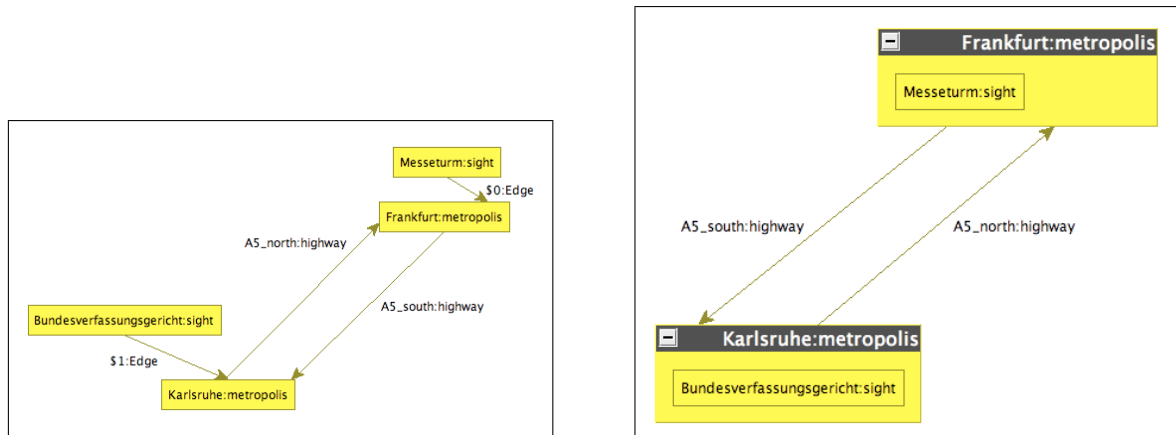 Messeturm:sight
$0:Edge
Frankfurt:metropolis
A5_north:highway
A5_south:highway
Bundesverfassungsgericht:sight
$1:Edge
Karlsruhe:metropolis
Frankfurt:metropolis
Messeturm:sight
A5_south:highway
A5_north:highway
Karlsruhe:metropolis
Bundesverfassungsgericht:sight